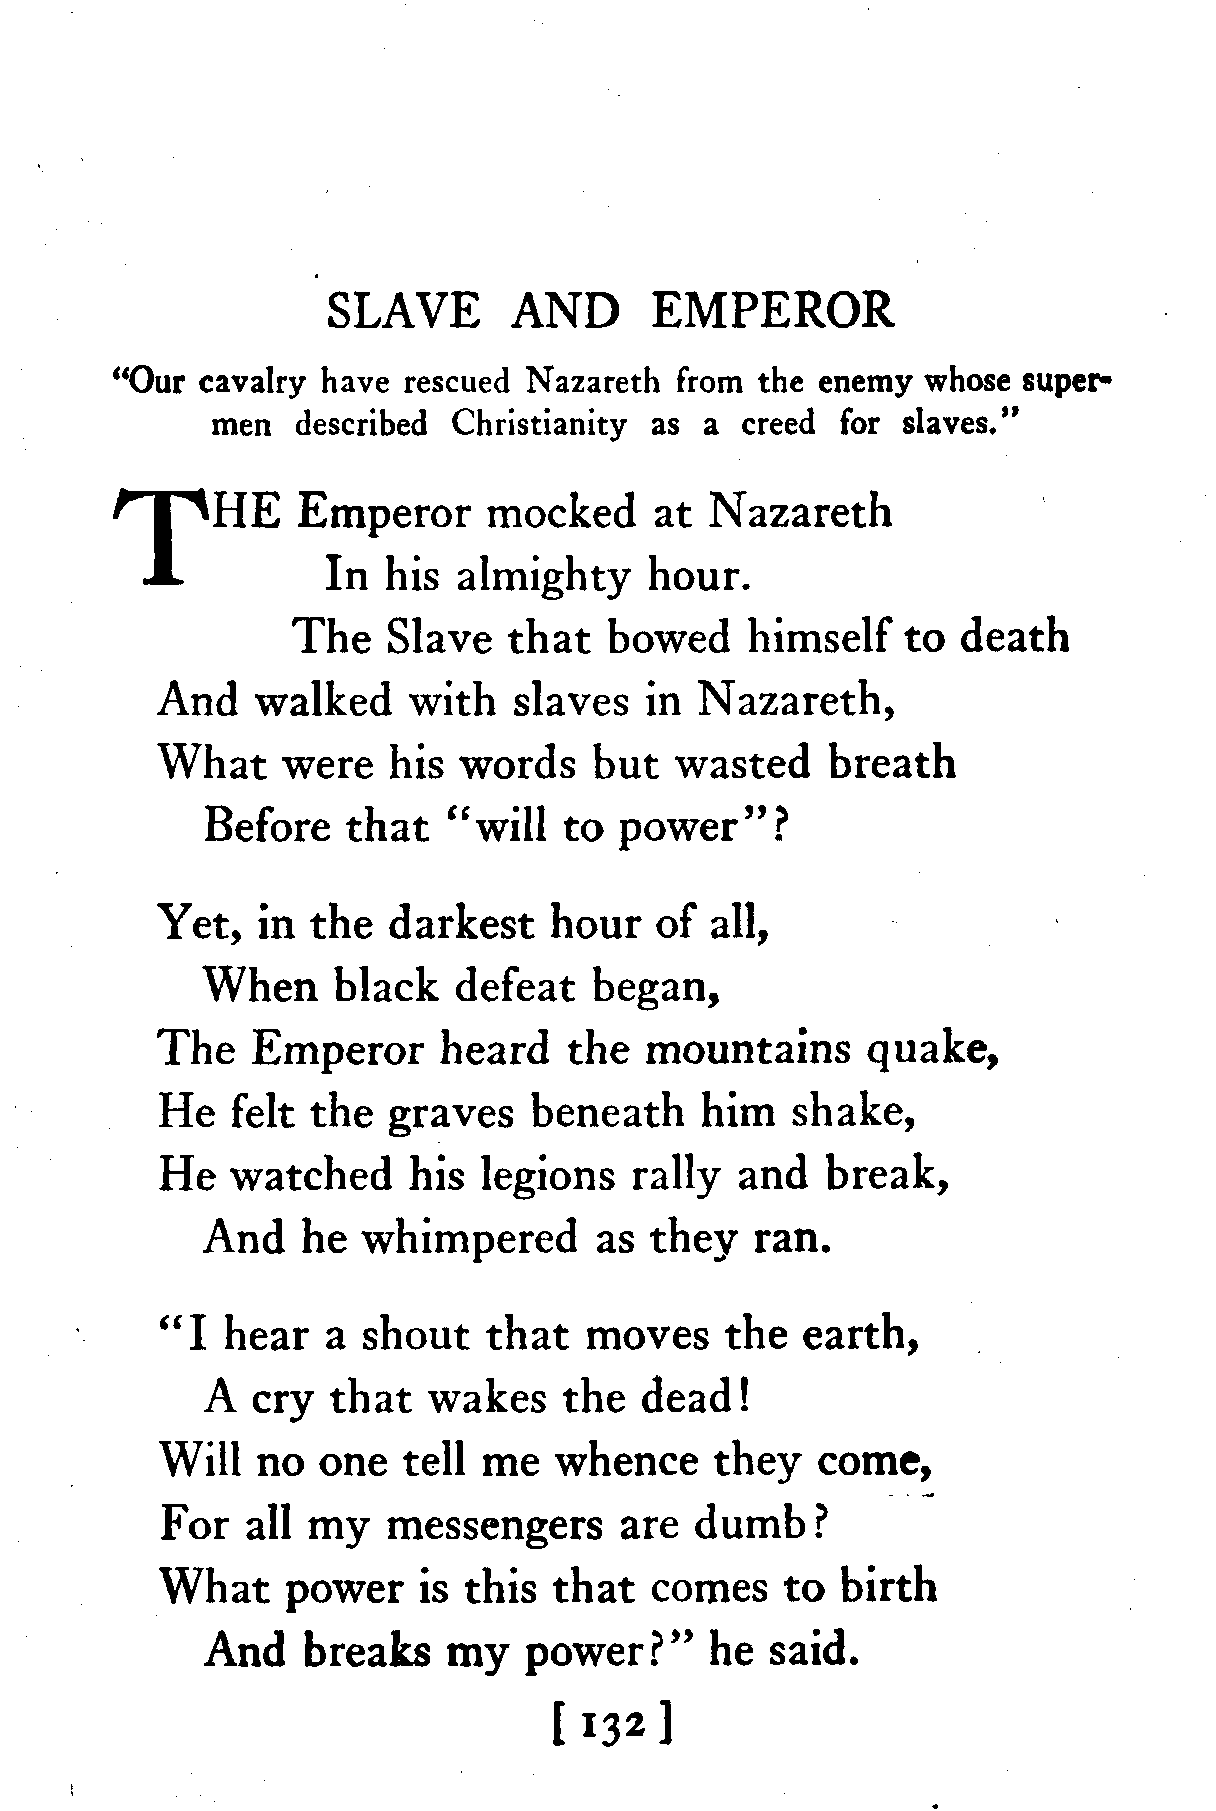 SLAVE AND EMPEROR
“Our cavalry have rescued Nazareth from the enemy whose super-
men described Christianity as a creed for slaves.”
THE Emperor mocked at Nazareth
In his almighty hour.
The Slave that bowed himself to death
And walked with slaves in Nazareth,
What were his words but wasted breath
Before that “will to power”?
Yet, in the darkest hour of all,
When black defeat began,
The Emperor heard the mountains quake,
He felt the graves beneath him shake,
He watched his legions rally and break,
And he whimpered as they ran.
“I hear a shout that moves the earth,
A cry that wakes the dead!
Will no one tell me whence they come,
For all my messengers are dumb?
What power is this that comes to birth
And breaks my power?” he said.
[ 132 ]